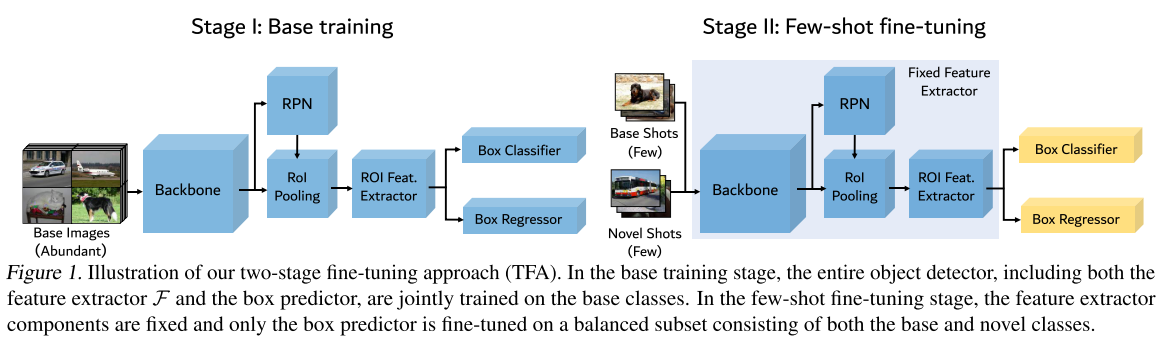 Stage I: Base training
Stage II: Few-shot fine-tuning
RPN
Backbone
RoI
Pooling
ROI Feat.
Extractor
Box Classifier
Box Regressor
Base Images
(Abundant)
Fixed Feature
Extractor
RPN
Base Shots
(Few)
Backbone
RoI
Pooling
ROI Feat.
Extractor
Box Classifier
Box Regressor
Novel Shots
(Few)
Figure 1. Illustration of our two-stage fine-tuning approach (TFA). In the base training stage, the entire object detector, including both the
feature extractor ℱ and the box predictor, are jointly trained on the base classes. In the few-shot fine-tuning stage, the feature extractor
components are fixed and only the box predictor is fine-tuned on a balanced subset consisting of both the base and novel classes.